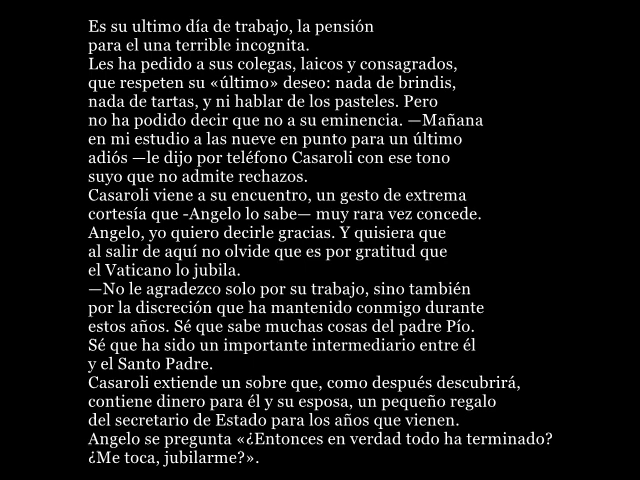 Es su ultimo día de trabajo, la pensión
para el una terrible incognita.
Les ha pedido a sus colegas, laicos y consagrados,
que respeten su «último» deseo: nada de brindis,
nada de tartas, y ni hablar de los pasteles. Pero
no ha podido decir que no a su eminencia. —Mañana
en mi estudio a las nueve en punto para un último
adiós —le dijo por teléfono Casaroli con ese tono
suyo que no admite rechazos.
Casaroli viene a su encuentro, un gesto de extrema
cortesía que -Angelo lo sabe— muy rara vez concede.
Angelo, yo quiero decirle gracias. Y quisiera que
al salir de aquí no olvide que es por gratitud que
el Vaticano lo jubila.
—No le agradezco solo por su trabajo, sino también
por la discreción que ha mantenido conmigo durante
estos años. Sé que sabe muchas cosas del padre Pío.
Sé que ha sido un importante intermediario entre él
y el Santo Padre.
Casaroli extiende un sobre que, como después descubrirá,
contiene dinero para él y su esposa, un pequeño regalo
del secretario de Estado para los años que vienen.
Angelo se pregunta «¿Entonces en verdad todo ha terminado?
¿Me toca, jubilarme?».